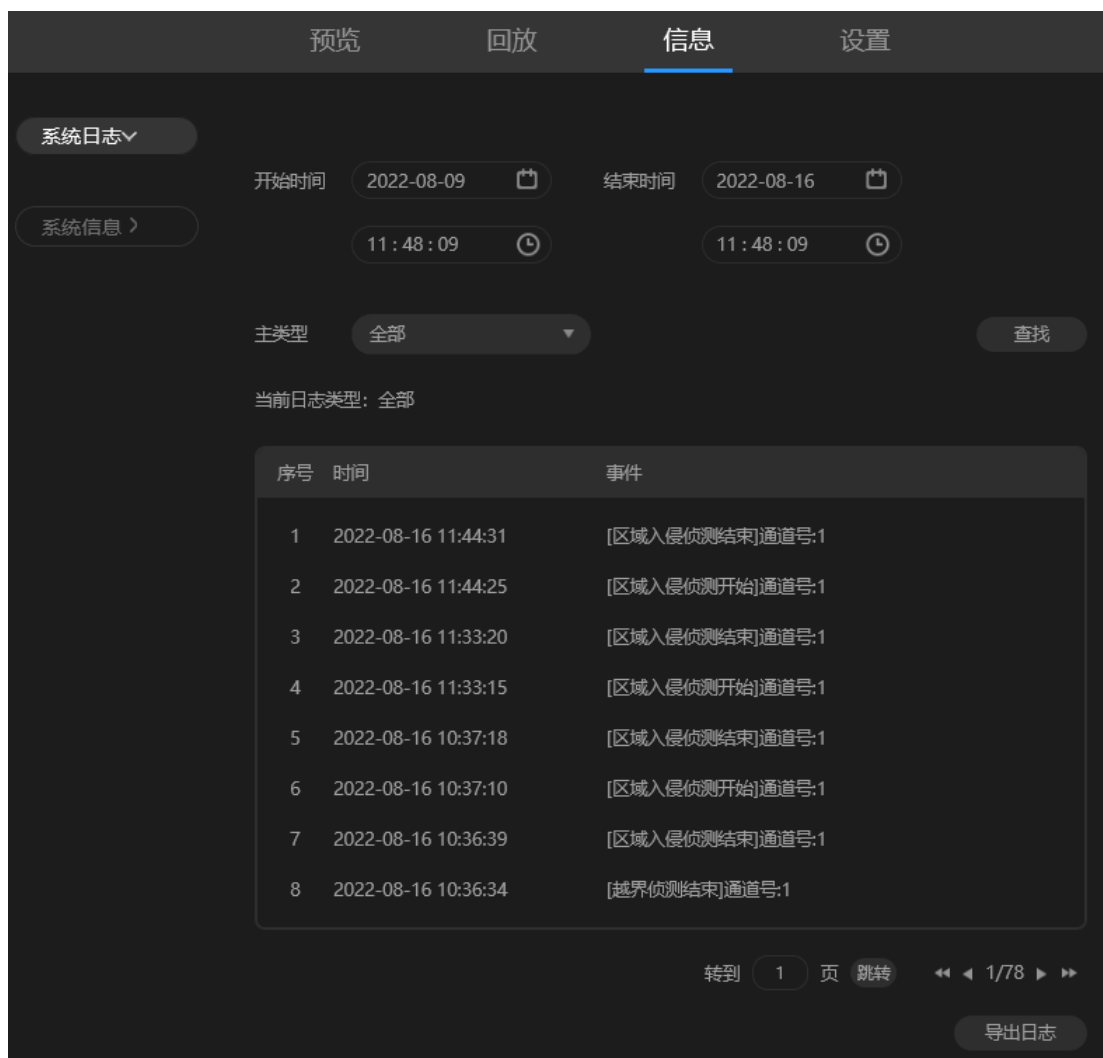 预览 回放 信息 设置
系统日志
开始时间 2022-08-09 结束时间 2022-08-16
系统信息
11 : 48 : 09 11 : 48 : 09
主类型 全部 查找
当前日志类型: 全部
序号 时间 事件
1 2022-08-16 11:44:31 [区域入侵侦测结束]通道号:1
2 2022-08-16 11:44:25 [区域入侵侦测开始]通道号:1
3 2022-08-16 11:33:20 [区域入侵侦测结束]通道号:1
4 2022-08-16 11:33:15 [区域入侵侦测开始]通道号:1
5 2022-08-16 10:37:18 [区域入侵侦测结束]通道号:1
6 2022-08-16 10:37:10 [区域入侵侦测开始]通道号:1
7 2022-08-16 10:36:39 [区域入侵侦测结束]通道号:1
8 2022-08-16 10:36:34 [越界侦测结束]通道号:1
转到 1 页 跳转 1/78
导出日志